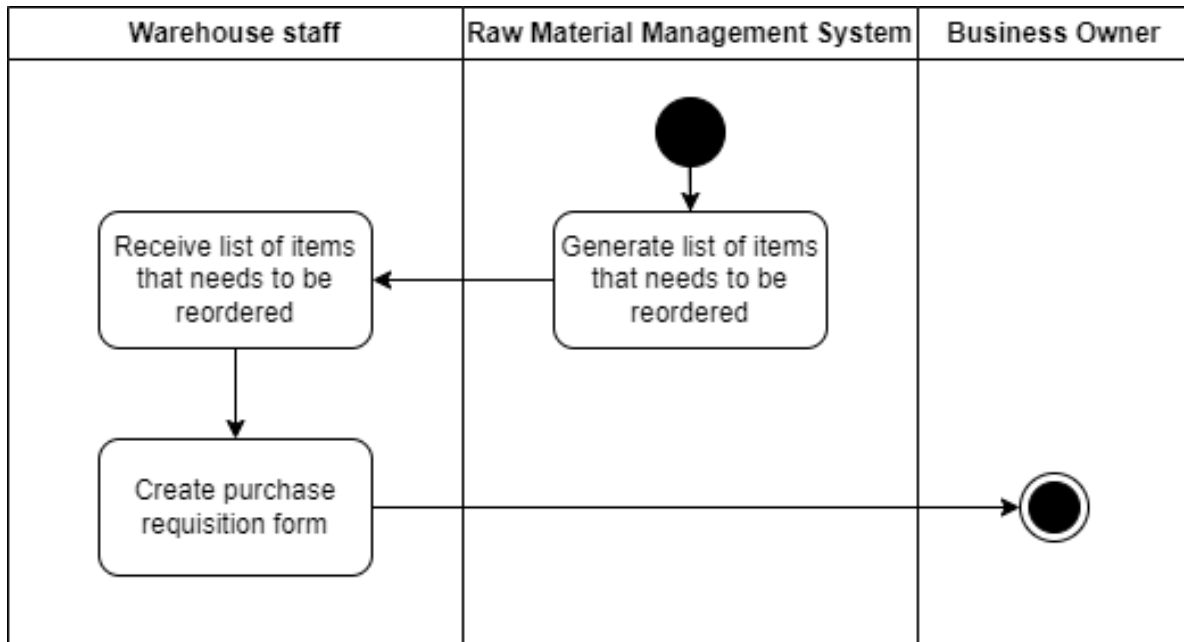 Warehouse staff
Raw Material Management System
Business Owner
Receive list of items
that needs to be
reordered
Generate list of items
that needs to be
reordered
Create purchase
requisition form